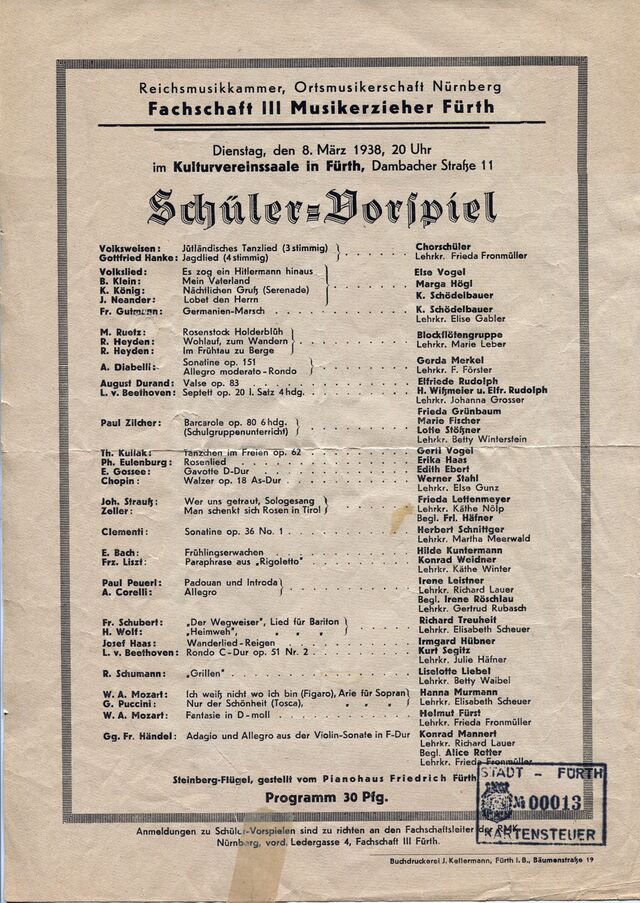 Reichsmusikkammer, Ortsmusikerschaft Nürnberg
Fachschaft III Musikerzieher Fürth
Dienstag, den 8. März 1938, 20 Uhr
im Kulturvereinssaale in Fürth, Dambacher Straße 11
Schüler=Vorspiel
Volksweisen: Jütländisches Tanzlied (3stimmig) Chorschüler
Gottfried Hanke: Jagdlied (4stimmig) Lehrkr. Frieda Fronmüller
Volkslied: Es zog ein Hitlermann hinaus Else Vogel
B. Klein: Mein Vaterland Marga Högl
K. König: Nächtlichen Gruß (Serenade) K. Schödelbauer
J. Neander: Lobet den Herrn
Fr. Gutmann: Germanien-Marsch K. Schödelbauer
Lehrkr. Elise Gabler
M. Ruetz: Rosenstock Holderblüh Blockflötengruppe
R. Heyden: Wohlauf, zum Wandern Lehrkr. Marie Leber
R. Heyden: Im Frühtau zu Berge
A. Diabelli: Sonatine op. 151 Gerda Merkel
Allegro moderato-Rondo Lehrkr. F. Förster
August Durand: Valse op. 83 Elfriede Rudolph
L. v. Beethoven: Septett op. 20 I. Satz 4hdg. H. Wißmeier u. Elfr. Rudolph
Lehrkr. Johanna Grosser
Frieda Grünbaum
Paul Zilcher: Barcarole op. 80 6hdg. Marie Fischer
(Schulgruppenunterricht) Lotte Stößner
Lehrkr. Betty Winterstein
Th. Kullak: Tänzchen im Freien op. 62 Gerti Vogel
Ph. Eulenburg: Rosenlied Erika Haas
E. Gossee: Gavotte D-Dur Edith Ebert
Chopin: Walzer op. 18 As-Dur Werner Stahl
Lehrkr. Else Gunz
Joh. Strauß: Wer uns getraut, Sologesang Frieda Lettenmeyer
Zeller: Man schenkt sich Rosen in Tirol Lehrkr. Käthe Nölp
Begl. Frl. Häfner
Clementi: Sonatine op. 36 No. 1 Herbert Schnittger
Lehrkr. Martha Meerwald
E. Bach: Frühlingserwachen Hilde Kuntermann
Frz. Liszt: Paraphrase aus „Rigoletto" Konrad Weidner
Lehrkr. Käthe Winter
Paul Peuerl: Padouan und Introda Irene Leistner
A. Corelli: Allegro Lehrkr. Richard Lauer
Begl. Irene Röschlau
Lehrkr. Gertrud Rubasch
Fr. Schubert: „Der Wegweiser", Lied für Bariton Richard Treuheit
H. Wolf: „Heimweh", „ „ „ Lehrkr. Elisabeth Scheuer
Josef Haas: Wanderlied-Reigen Irmgard Hübner
L. v. Beethoven: Rondo C-Dur op. 51 Nr. 2 Kurt Segitz
Lehrkr. Julie Häfner
R. Schumann: „Grillen" Liselotte Liebel
Lehrkr. Betty Waibel
W. A. Mozart: Ich weiß nicht wo ich bin (Figaro), Arie für Sopran Hanna Murmann
G. Puccini: Nur der Schönheit (Tosca), „ „ „ Lehrkr. Elisabeth Scheuer
W. A. Mozart: Fantasie in D-moll Helmut Fürst
Lehrkr. Frieda Fronmüller
Gg. Fr. Händel: Adagio und Allegro aus der Violin-Sonate in F-Dur Konrad Mannert
Lehrkr. Richard Lauer
Begl. Alice Rotter
Lehrkr. Frieda Fronmüller
Steinberg-Flügel, gestellt vom Pianohaus Friedrich Fürth
Programm 30 Pfg.
STADT - FÜRTH
№ 00013
KARTENSTEUER
Anmeldungen zu Schüler-Vorspielen sind zu richten an den Fachschaftsleiter der RMK
Nürnberg, vord. Ledergasse 4, Fachschaft III. Fürth.
Buchdruckerei J. Kellermann, Fürth i. B., Bäumenstraße 19